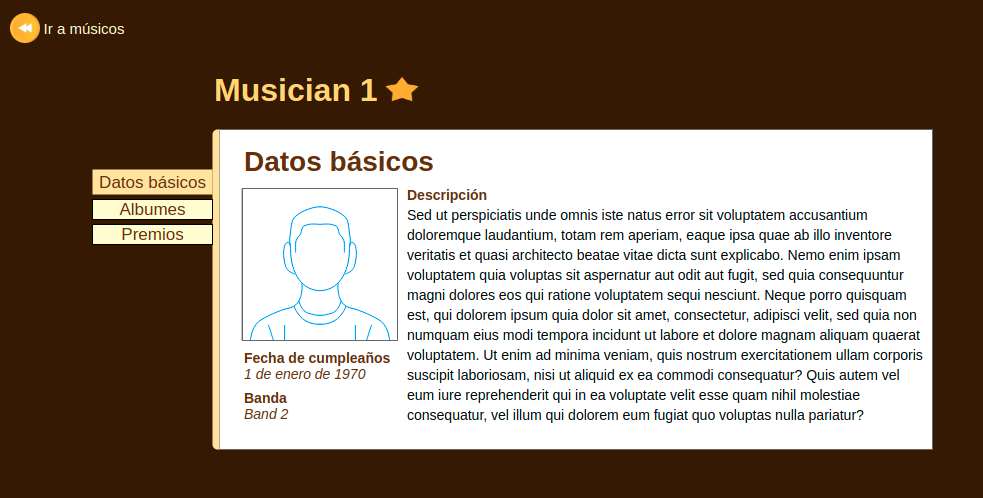 Ir a músicos
Musician 1
Datos básicos
Albumes
Premios
Datos básicos
Fecha de cumpleaños
1 de enero de 1970
Banda
Band 2
Descripción
Sed ut perspiciatis unde omnis iste natus error sit voluptatem accusantium
doloremque laudantium, totam rem aperiam, eaque ipsa quae ab illo inventore
veritatis et quasi architecto beatae vitae dicta sunt explicabo. Nemo enim ipsam
voluptatem quia voluptas sit aspernatur aut odit aut fugit, sed quia consequuntur
magni dolores eos qui ratione voluptatem sequi nesciunt. Neque porro quisquam
est, qui dolorem ipsum quia dolor sit amet, consectetur, adipisci velit, sed quia non
numquam eius modi tempora incidunt ut labore et dolore magnam aliquam quaerat
voluptatem. Ut enim ad minima veniam, quis nostrum exercitationem ullam corporis
suscipit laboriosam, nisi ut aliquid ex ea commodi consequatur? Quis autem vel
eum iure reprehenderit qui in ea voluptate velit esse quam nihil molestiae
consequatur, vel illum qui dolorem eum fugiat quo voluptas nulla pariatur?